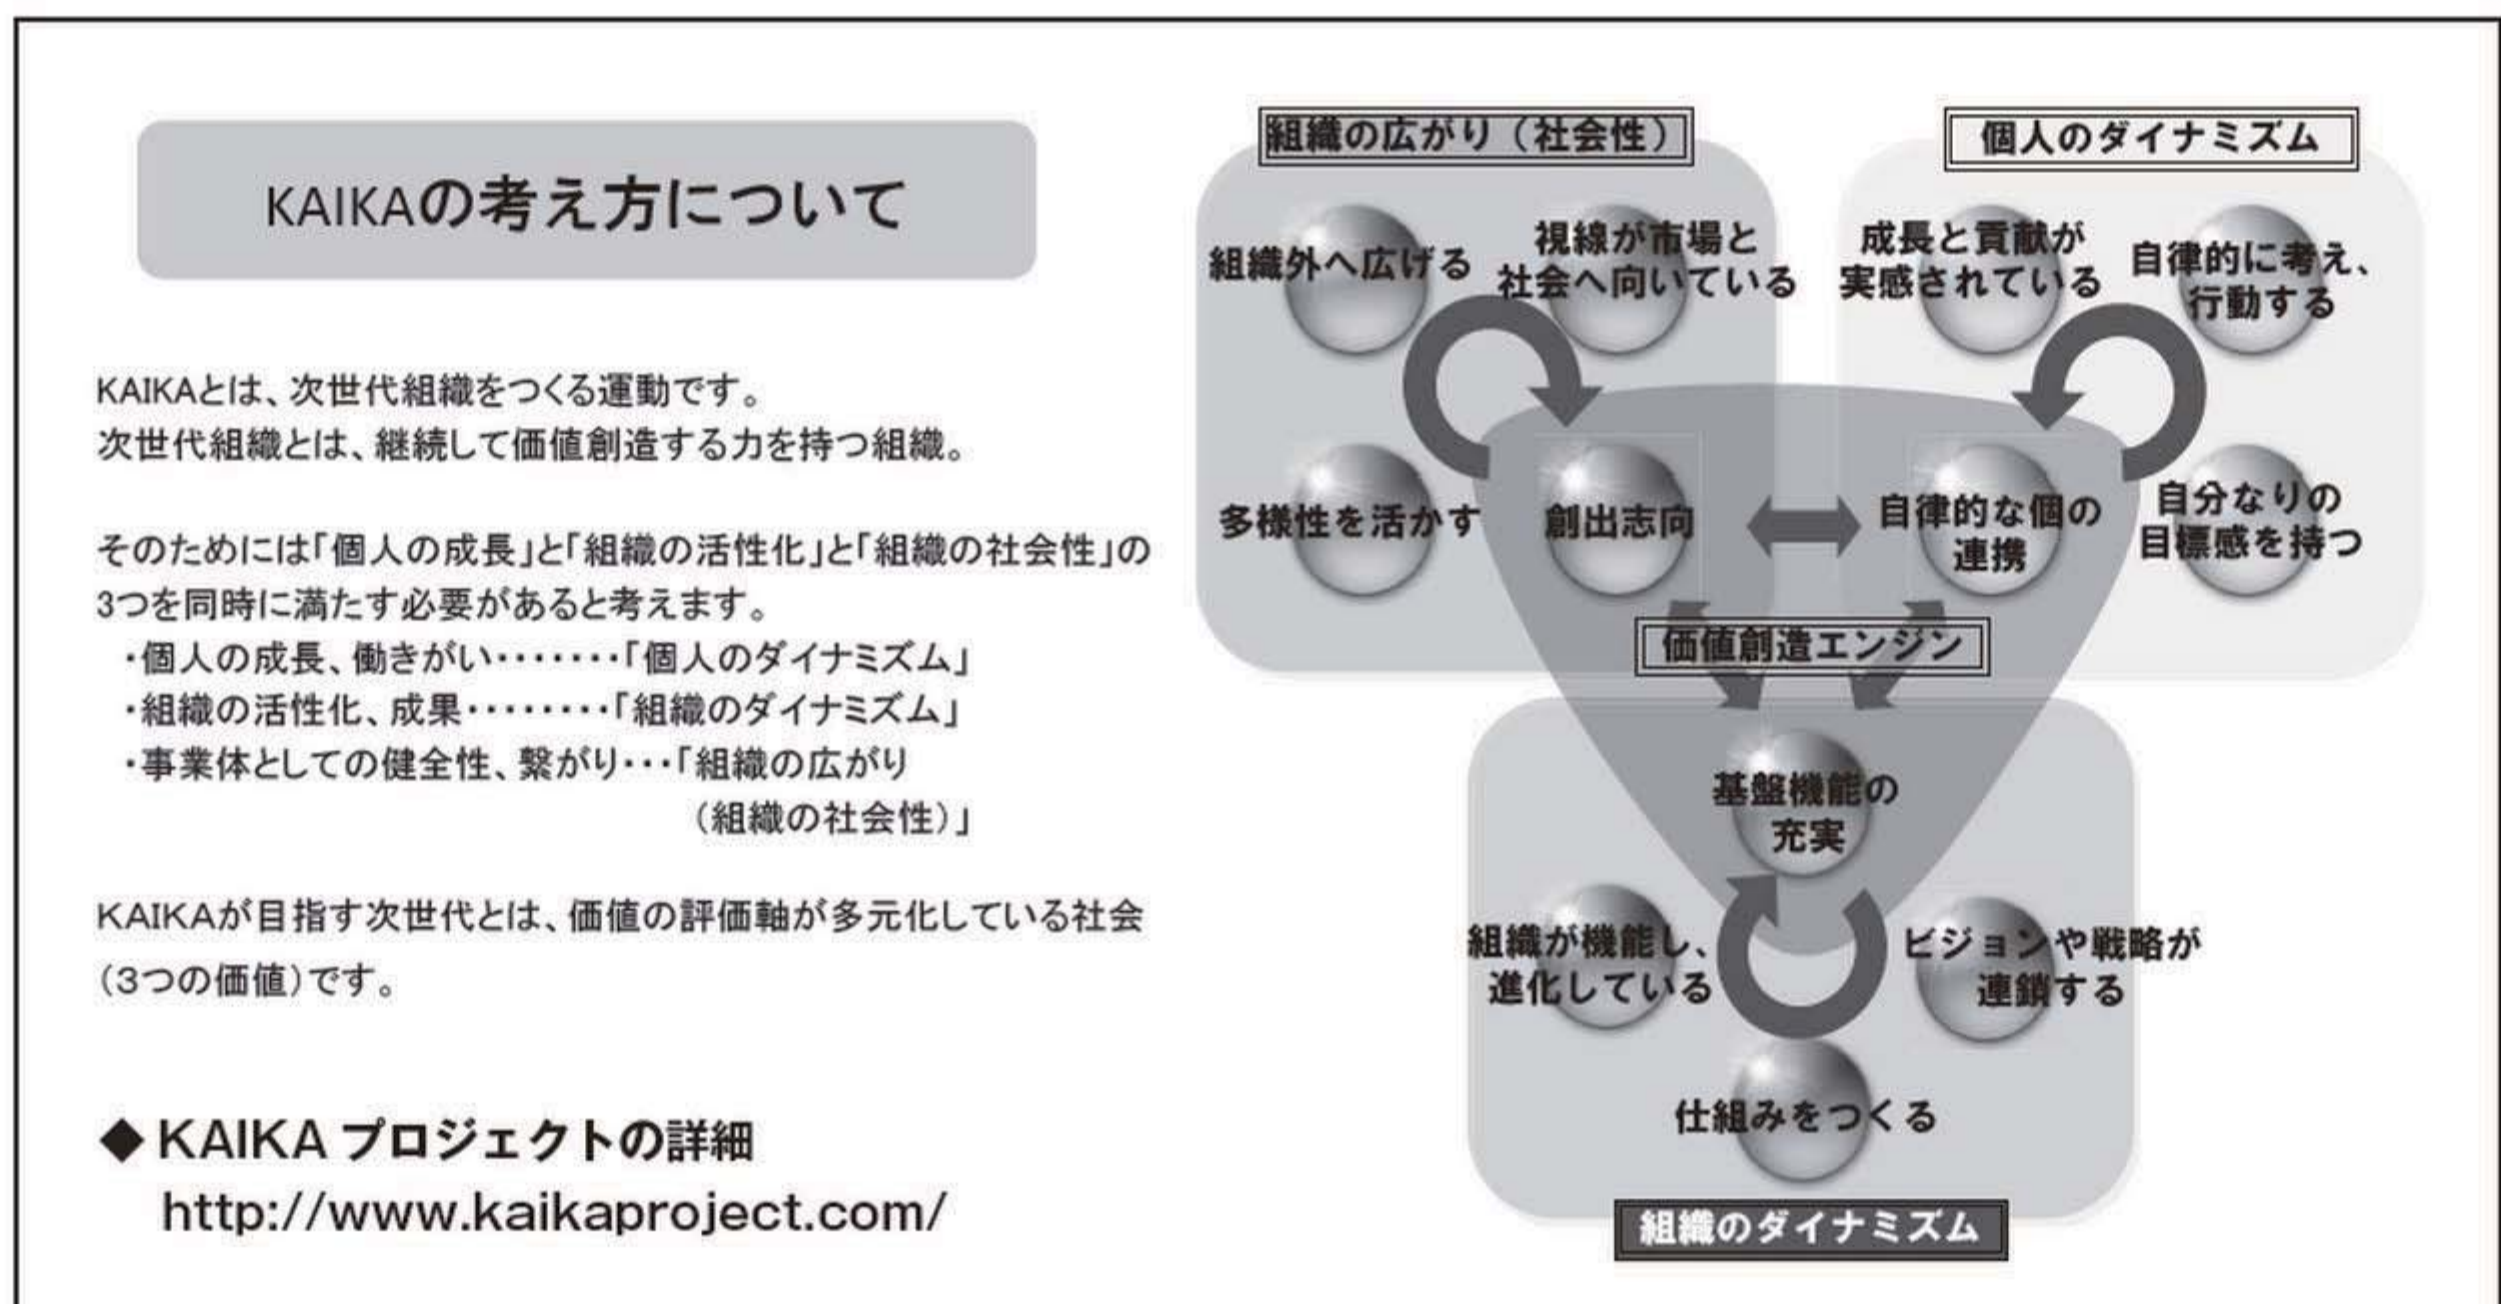 KAIKAの考え方について
KAIKAとは、次世代組織をつくる運動です。
次世代組織とは、継続して価値創造する力を持つ組織。
そのためには「個人の成長」と「組織の活性化」と「組織の社会性」の
3つを同時に満たす必要があると考えます。
・個人の成長、働きがい・・・・・・・「個人のダイナミズム」
・組織の活性化、成果・・・・・・・・「組織のダイナミズム」
・事業体としての健全性、繋がり・・・「組織の広がり
（組織の社会性）」
KAIKAが目指す次世代とは、価値の評価軸が多元化している社会
（3つの価値）です。
◆ KAIKA プロジェクトの詳細
http://www.kaikaproject.com/
組織の広がり（社会性）
組織外へ広げる
視線が市場と
社会へ向いている
多様性を活かす
創出志向
個人のダイナミズム
成長と貢献が
実感されている
自律的に考え、
行動する
自律的な個の
連携
自分なりの
目標感を持つ
価値創造エンジン
基盤機能の
充実
組織が機能し、
進化している
ビジョンや戦略が
連鎖する
仕組みをつくる
組織のダイナミズム